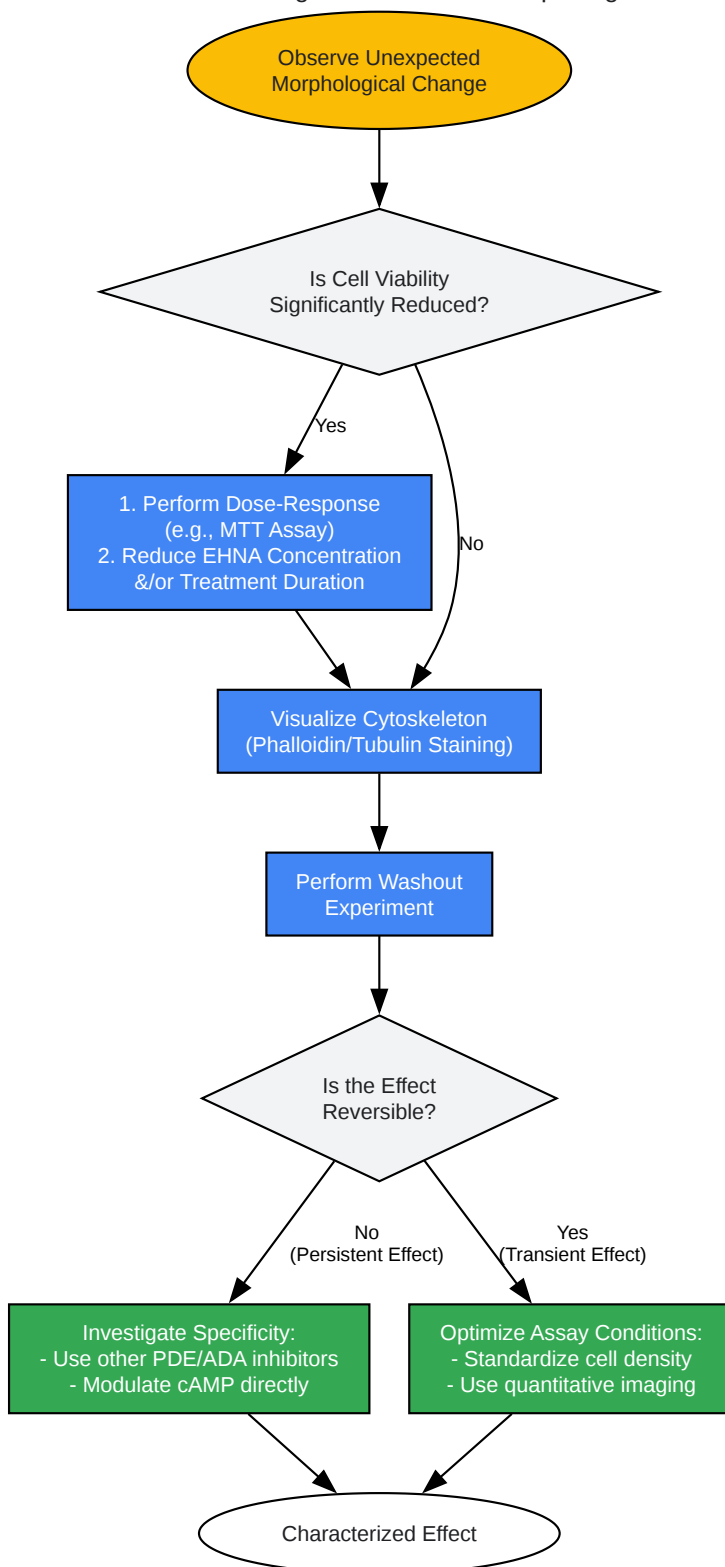 Observe Unexpected
Morphological Change
Is Cell Viability
Significantly Reduced?
Yes
1. Perform Dose-Response
(e.g., MTT Assay)
2. Reduce EHNA Concentration
&/or Treatment Duration
No
Visualize Cytoskeleton
(Phalloidin/Tubulin Staining)
Perform Washout
Experiment
Is the Effect
Reversible?
No
(Persistent Effect)
Yes
(Transient Effect)
Investigate Specificity:
- Use other PDE/ADA inhibitors
- Modulate cAMP directly
Optimize Assay Conditions:
- Standardize cell density
- Use quantitative imaging
Characterized Effect